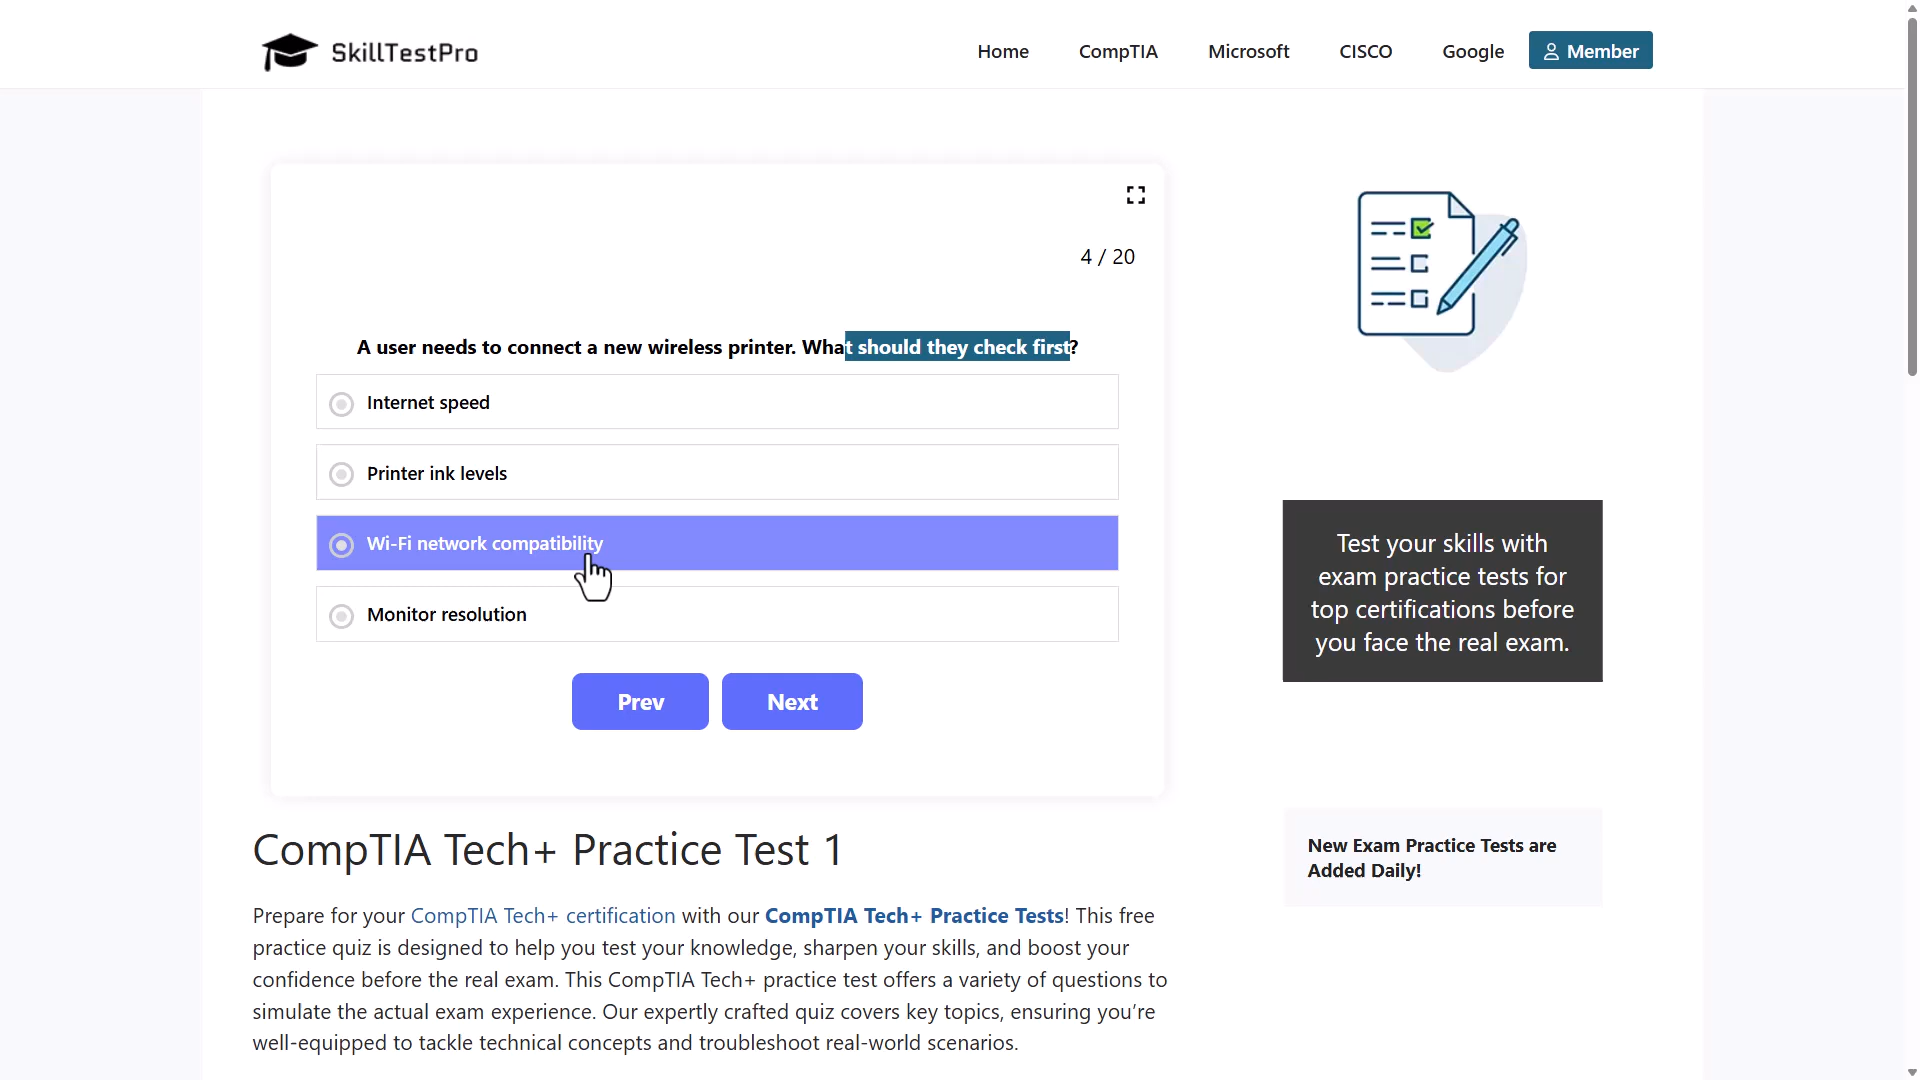 SkillTestPro
Home CompTIA Microsoft CISCO Google Member
4 / 20
A user needs to connect a new wireless printer. What should they check first?
Internet speed
Printer ink levels
Wi-Fi network compatibility
Monitor resolution
Prev Next
Test your skills with
exam practice tests for
top certifications before
you face the real exam.
New Exam Practice Tests are
Added Daily!
CompTIA Tech+ Practice Test 1
Prepare for your CompTIA Tech+ certification with our CompTIA Tech+ Practice Tests! This free
practice quiz is designed to help you test your knowledge, sharpen your skills, and boost your
confidence before the real exam. This CompTIA Tech+ practice test offers a variety of questions to
simulate the actual exam experience. Our expertly crafted quiz covers key topics, ensuring you’re
well-equipped to tackle technical concepts and troubleshoot real-world scenarios.